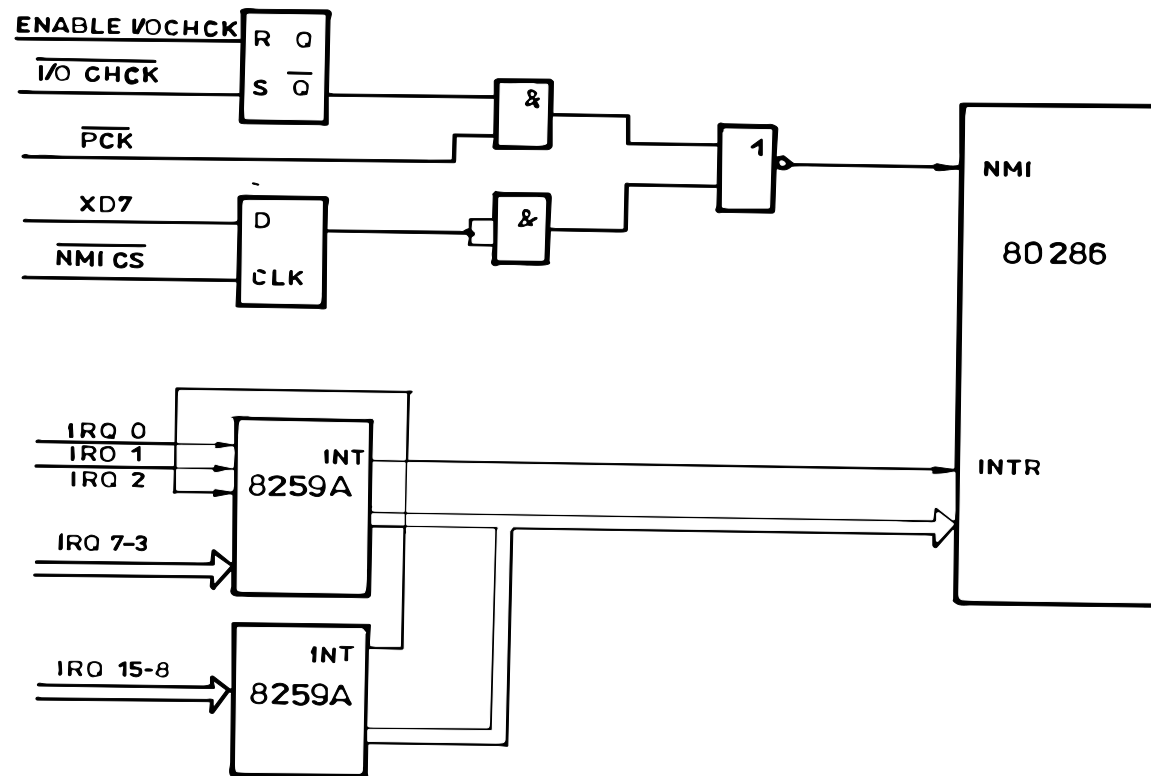 ENABLE I/OCHCK
R Q
I/O CHCK
S Q
&
PCK
1
NMI
XD7
D
&
NMI CS
CLK
80286
IRQ 0
IRQ 1
IRQ 2
INT
8259A
INTR
IRQ 7-3
INT
IRQ 15-8
8259A